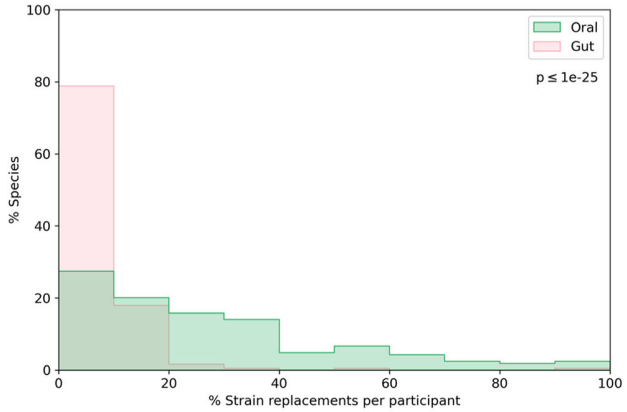 Oral
Gut
p ≤ 1e-25
% Species
100
80
60
40
20
0
0 20 40 60 80 100
% Strain replacements per participant